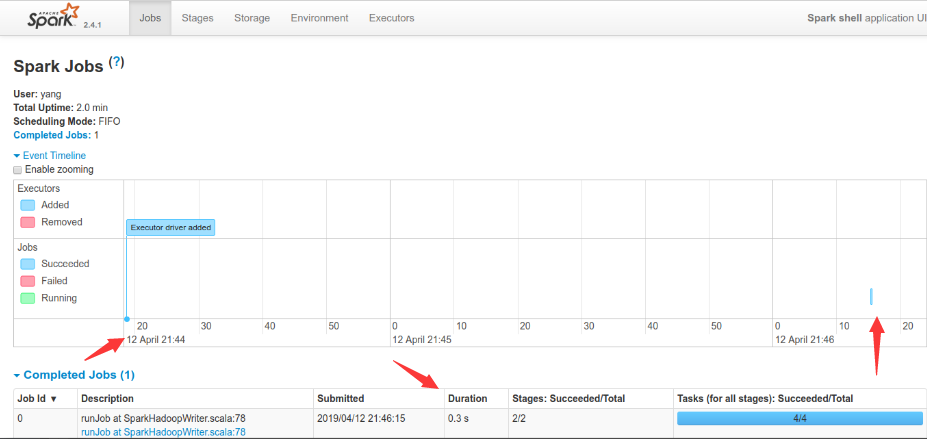 APACHE
Spark 2.4.1 Jobs Stages Storage Environment Executors Spark shell application UI
Spark Jobs (?)
User: yang
Total Uptime: 2.0 min
Scheduling Mode: FIFO
Completed Jobs: 1
Event Timeline
Enable zooming
Executors
Added
Removed
Executor driver added
Jobs
Succeeded
Failed
Running
20 30 40 50 0 10 20 30 40 50 0 10 20
12 April 21:44 12 April 21:45 12 April 21:46
Completed Jobs (1)
Job Id ▼ Description Submitted Duration Stages: Succeeded/Total Tasks (for all stages): Succeeded/Total
0 runJob at SparkHadoopWriter.scala:78 2019/04/12 21:46:15 0.3 s 2/2 4/4
runJob at SparkHadoopWriter.scala:78